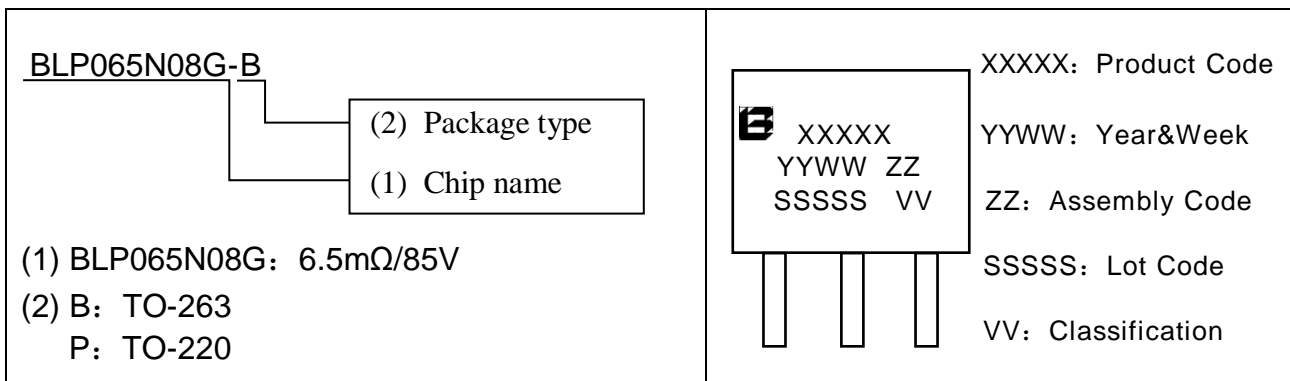 BLP065N08G-B
(2) Package type
(1) Chip name
(1) BLP065N08G：6.5mΩ/85V
(2) B：TO-263
P：TO-220
XXXXX
YYWW ZZ
SSSSS VV
XXXXX：Product Code
YYWW：Year&Week
ZZ：Assembly Code
SSSSS：Lot Code
VV：Classification